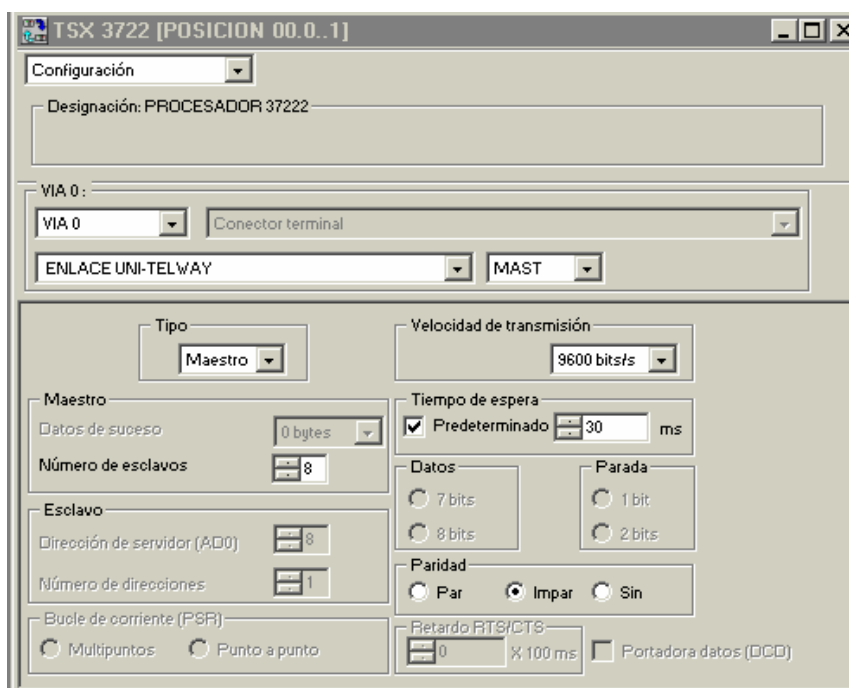 TSX 3722 [POSICION 00.0..1]
Configuración
Designación: PROCESADOR 37222
VIA 0 :
VIA 0
Conector terminal
ENLACE UNI-TELWAY
MAST
Tipo
Maestro
Velocidad de transmisión
9600 bits/s
Maestro
Datos de suceso
0 bytes
Número de esclavos
8
Tiempo de espera
Predeterminado
30
ms
Datos
7 bits
8 bits
Parada
1 bit
2 bits
Esclavo
Dirección de servidor (AD0)
8
Número de direcciones
1
Paridad
Par
Impar
Sin
Bucle de corriente (PSR)
Multipuntos
Punto a punto
Retardo RTS/CTS
0
X 100 ms
Portadora datos (DCD)